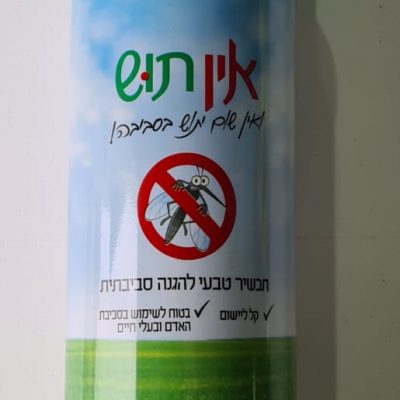 אין תוש
ואין שום יתוש בסביבה!
תכשיר טבעי להגנה סביבתית
✓ קל ליישום
✓ בטוח לשימוש בסביבת
האדם ובעלי חיים